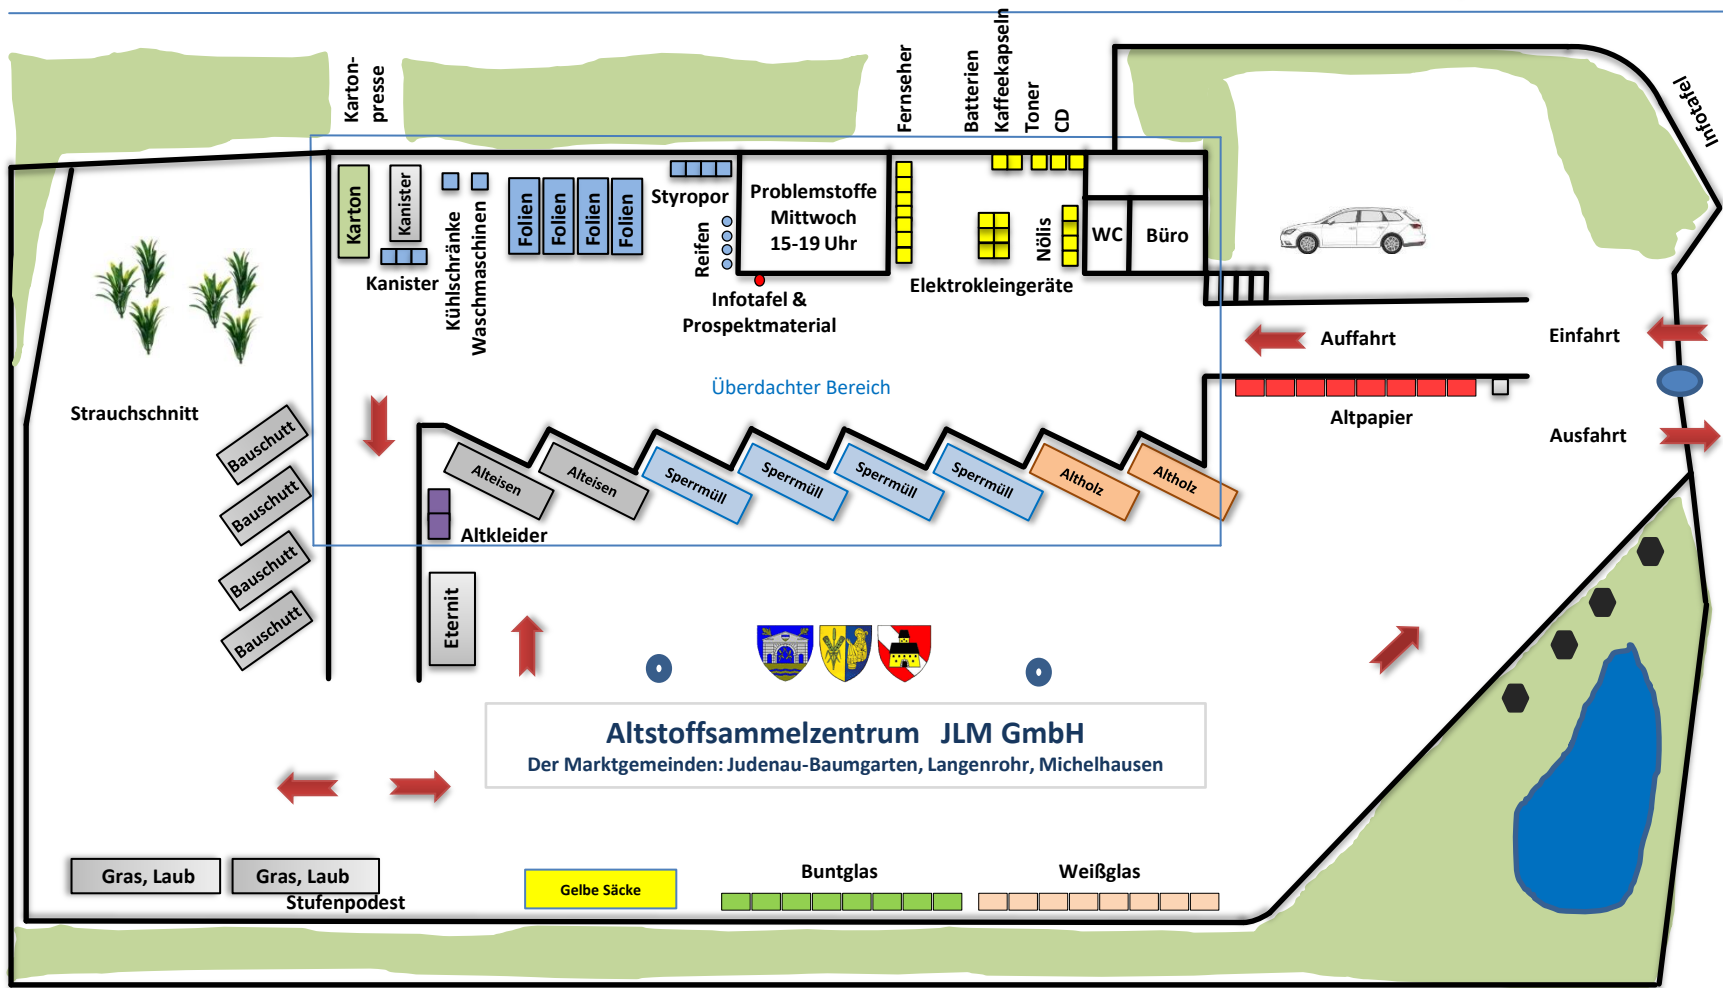 Karton-
presse
Fernseher
Batterien
Kaffeekapseln
Toner
CD
Infotafel
Karton
Kanister
Kanister
Kühlschränke
Waschmaschinen
Folien
Folien
Folien
Folien
Styropor
Reifen
Problemstoffe
Mittwoch
15-19 Uhr
Infotafel &
Prospektmaterial
Nölis
Elektrokleingeräte
WC
Büro
Auffahrt
Einfahrt
Überdachter Bereich
Altpapier
Ausfahrt
Strauchschnitt
Bauschutt
Bauschutt
Bauschutt
Bauschutt
Alteisen
Alteisen
Sperrmüll
Sperrmüll
Sperrmüll
Sperrmüll
Altholz
Altholz
Altkleider
Eternit
Altstoffsammelzentrum JLM GmbH
Der Marktgemeinden: Judenau-Baumgarten, Langenrohr, Michelhausen
Gras, Laub
Gras, Laub
Stufenpodest
Gelbe Säcke
Buntglas
Weißglas